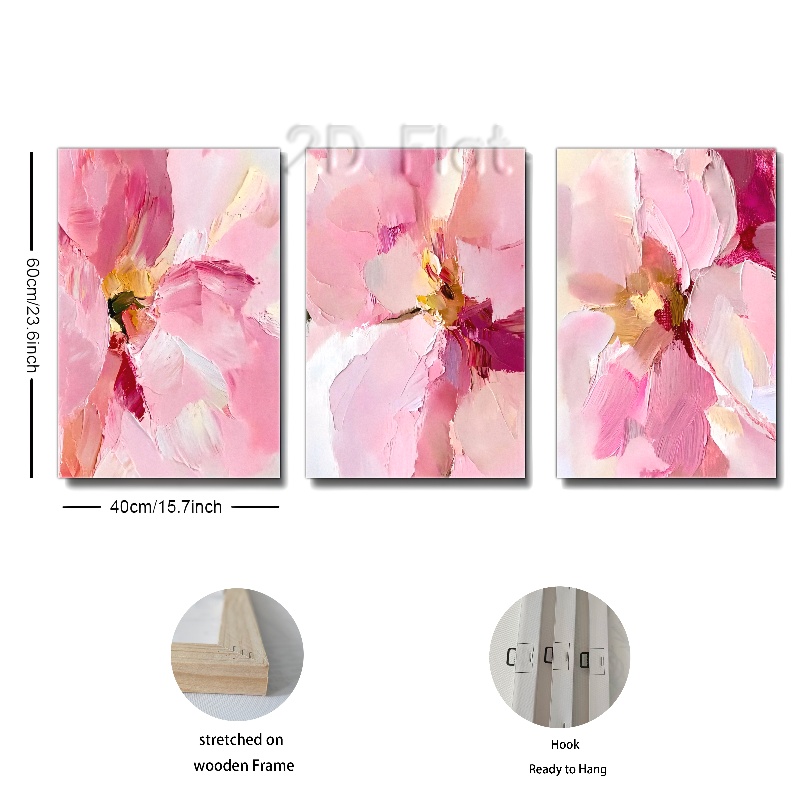 2D Flat
60cm/23.6inch
40cm/15.7inch
stretched on
wooden Frame
Hook
Ready to Hang